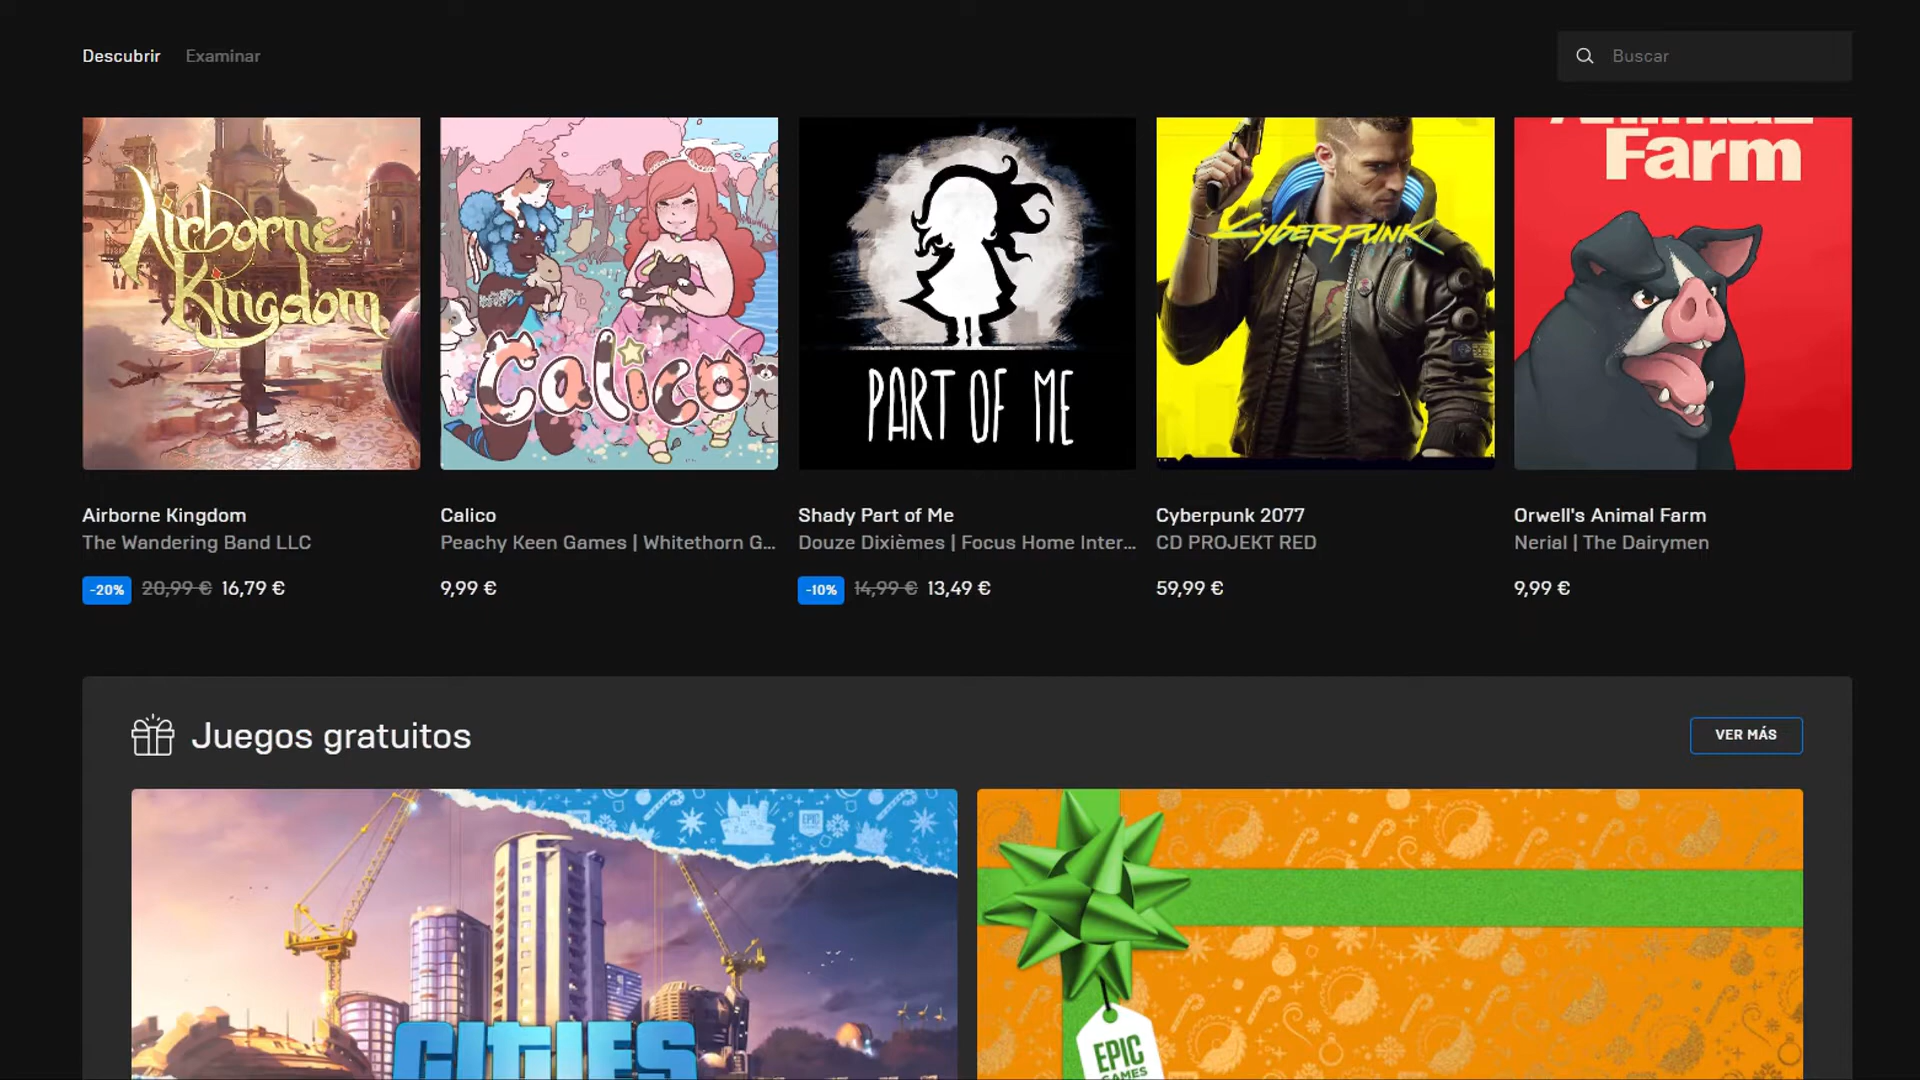 Descubrir
Examinar
Buscar
Airborne
Kingdom
Calico
PART OF ME
CYBERPUNK
Farm
Airborne Kingdom
Calico
Shady Part of Me
Cyberpunk 2077
Orwell's Animal Farm
The Wandering Band LLC
Peachy Keen Games | Whitethorn G...
Douze Dixièmes | Focus Home Inter...
CD PROJEKT RED
Nerial | The Dairymen
-20% 20,99 € 16,79 €
9,99 €
-10% 14,99 € 13,49 €
59,99 €
9,99 €
Juegos gratuitos
VER MÁS
EPIC
CITIES
EPIC
GAMES